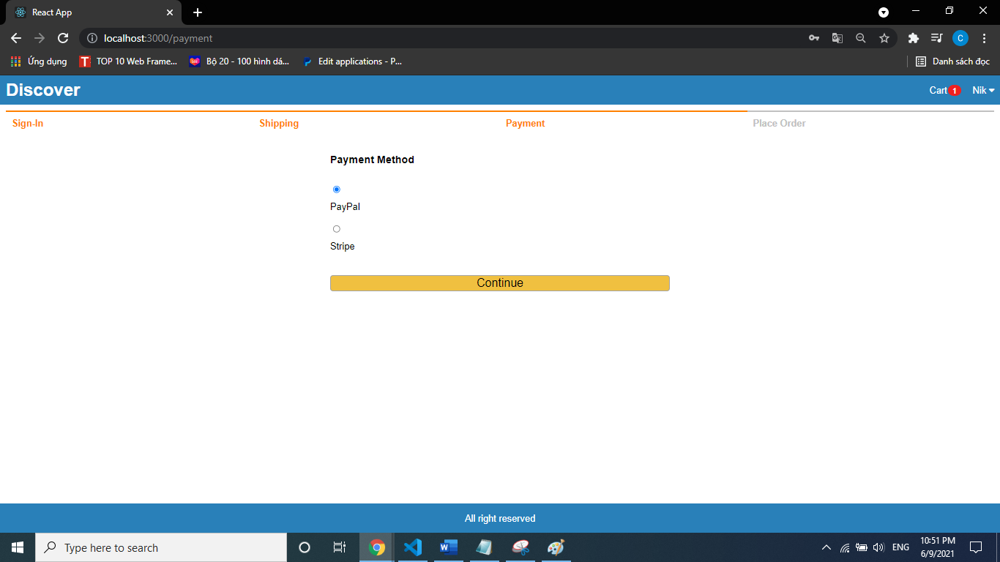 React App
localhost:3000/payment
C
Ứng dụng
T TOP 10 Web Frame...
Bộ 20 - 100 hình dá...
Edit applications - P...
Danh sách đọc
Discover
Cart 1
Nik
Sign-In
Shipping
Payment
Place Order
Payment Method
PayPal
Stripe
Continue
All right reserved
Type here to search
ENG
10:51 PM
6/9/2021